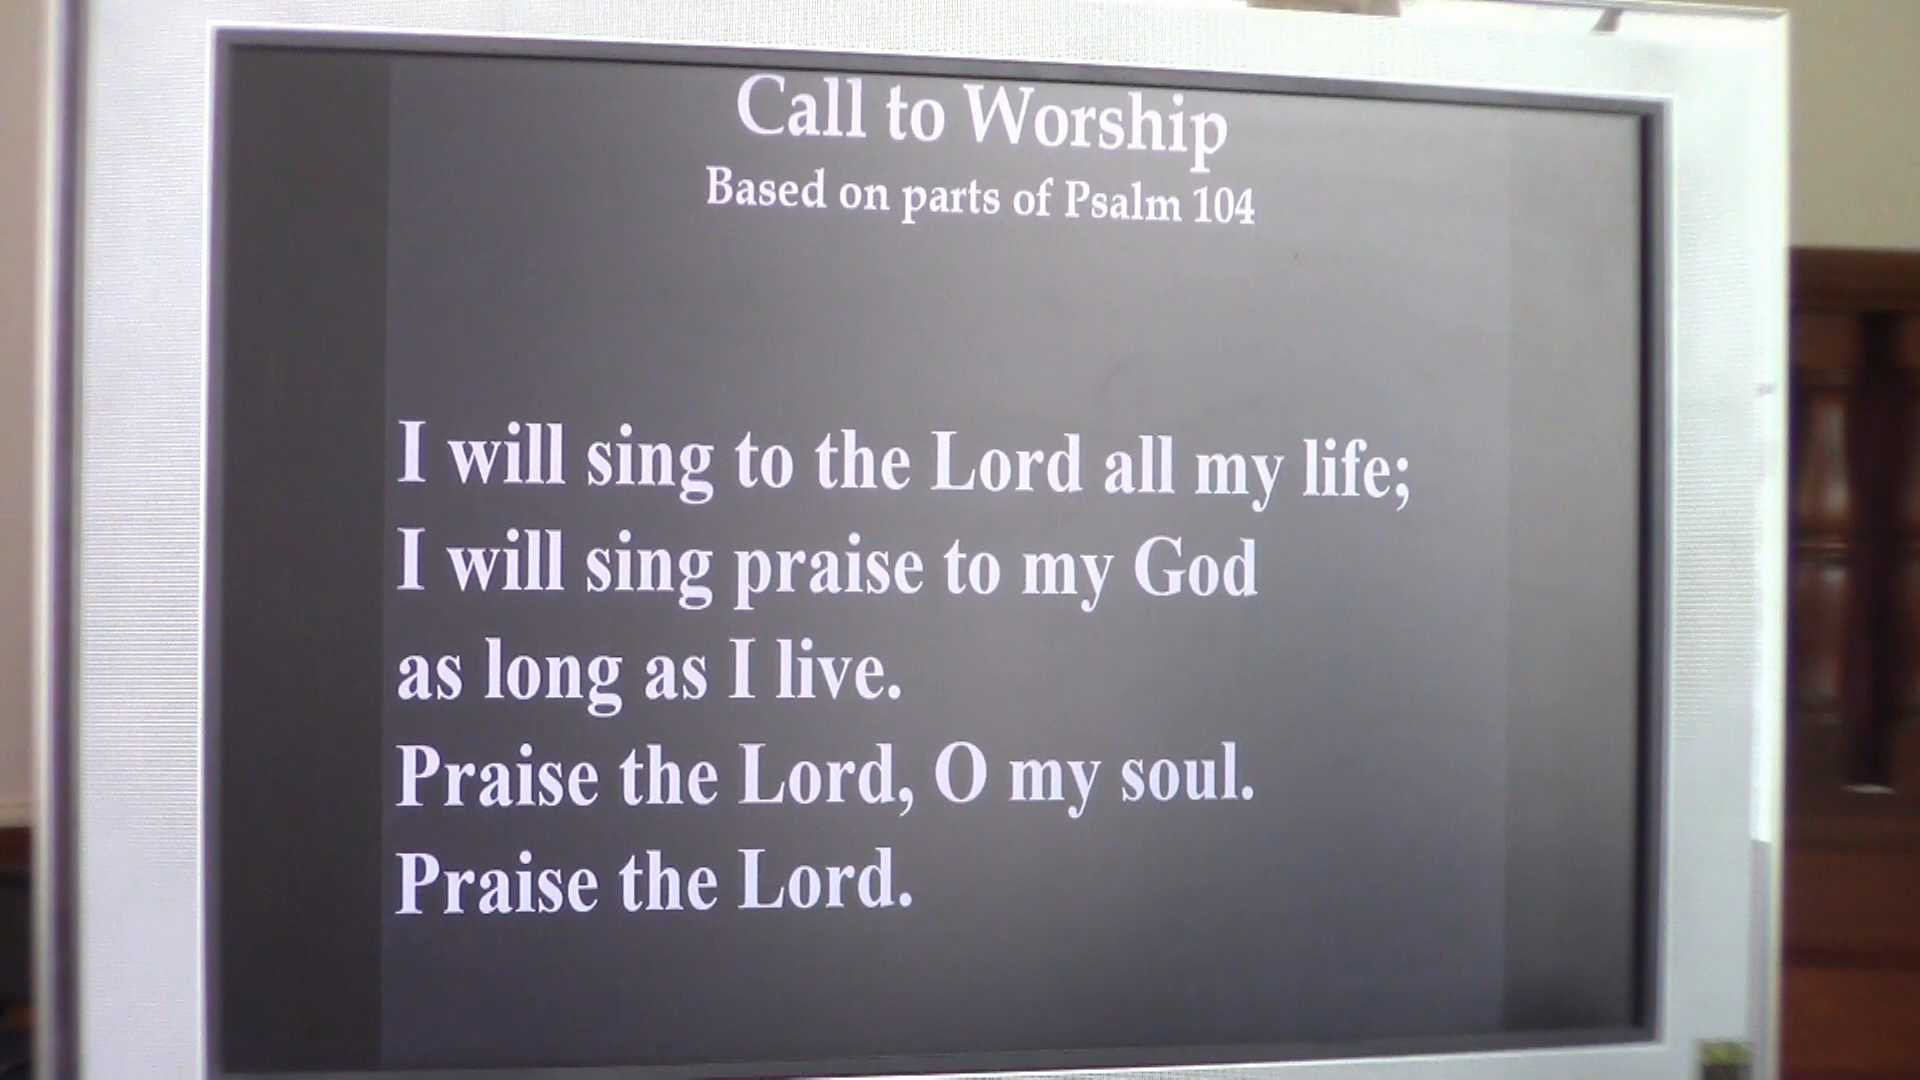 Call to Worship
Based on parts of Psalm 104
I will sing to the Lord all my life;
I will sing praise to my God
as long as I live.
Praise the Lord, O my soul.
Praise the Lord.